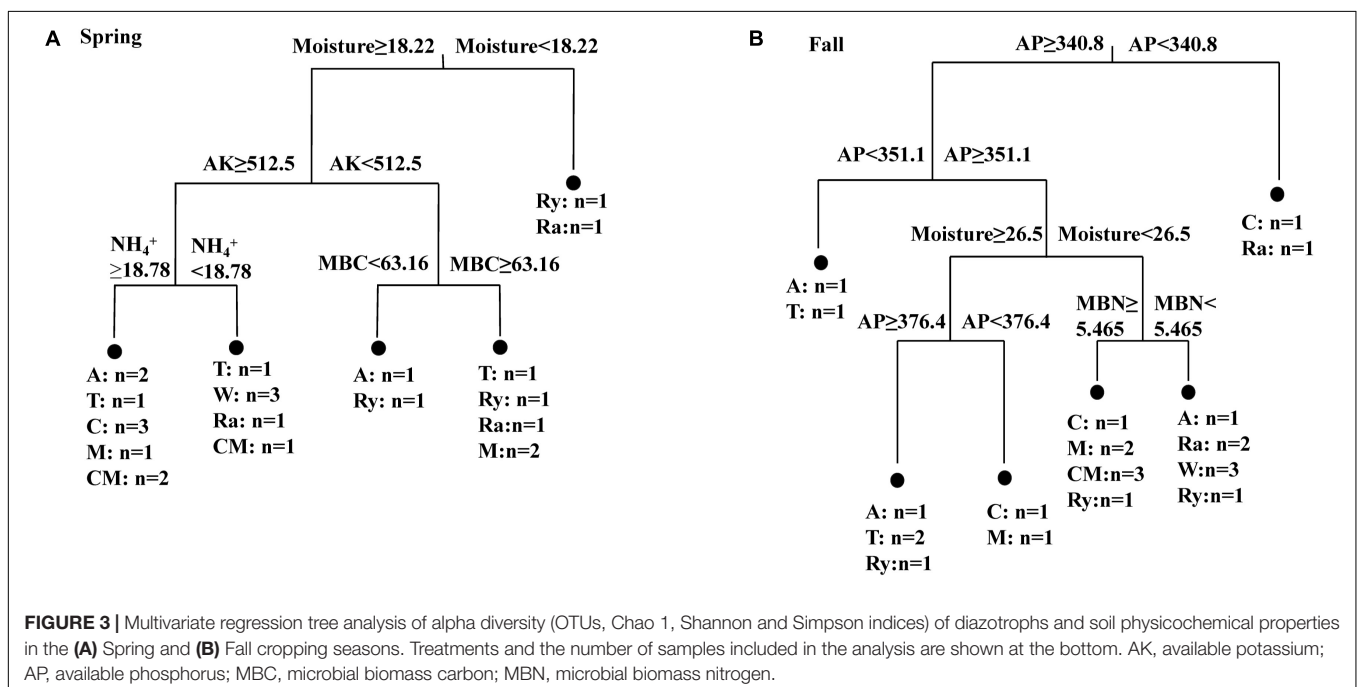 A Spring
Moisture≥18.22 Moisture<18.22
AK≥512.5 AK<512.5
Ry: n=1
Ra:n=1
NH₄⁺
≥18.78
NH₄⁺
<18.78
MBC<63.16 MBC≥63.16
A: n=2
T: n=1
C: n=3
M: n=1
CM: n=2
T: n=1
W: n=3
Ra: n=1
CM: n=1
A: n=1
Ry: n=1
T: n=1
Ry: n=1
Ra:n=1
M:n=2
B Fall
AP≥340.8 AP<340.8
AP<351.1 AP≥351.1
C: n=1
Ra: n=1
A: n=1
T: n=1
Moisture≥26.5 Moisture<26.5
AP≥376.4 AP<376.4
MBN≥
5.465
MBN<
5.465
A: n=1
T: n=2
Ry:n=1
C: n=1
M: n=1
C: n=1
M: n=2
CM:n=3
Ry:n=1
A: n=1
Ra: n=2
W:n=3
Ry:n=1
FIGURE 3 | Multivariate regression tree analysis of alpha diversity (OTUs, Chao 1, Shannon and Simpson indices) of diazotrophs and soil physicochemical properties
in the (A) Spring and (B) Fall cropping seasons. Treatments and the number of samples included in the analysis are shown at the bottom. AK, available potassium;
AP, available phosphorus; MBC, microbial biomass carbon; MBN, microbial biomass nitrogen.